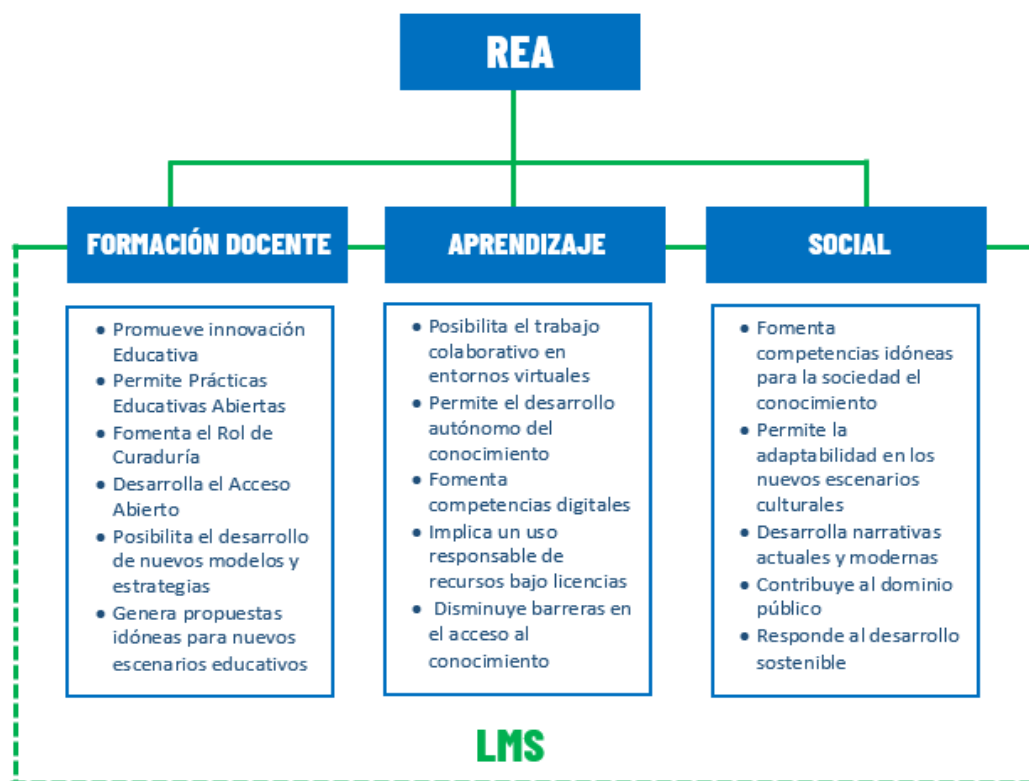 REA
FORMACIÓN DOCENTE
• Promueve innovación
Educativa
• Permite Prácticas
Educativas Abiertas
• Fomenta el Rol de
Curaduría
• Desarrolla el Acceso
Abierto
• Posibilita el desarrollo
de nuevos modelos y
estrategias
• Genera propuestas
idóneas para nuevos
escenarios educativos
APRENDIZAJE
• Posibilita el trabajo
colaborativo en
entornos virtuales
• Permite el desarrollo
autónomo del
conocimiento
• Fomenta
competencias digitales
• Implica un uso
responsable de
recursos bajo licencias
• Disminuye barreras en
el acceso al
conocimiento
SOCIAL
• Fomenta
competencias idóneas
para la sociedad el
conocimiento
• Permite la
adaptabilidad en los
nuevos escenarios
culturales
• Desarrolla narrativas
actuales y modernas
• Contribuye al dominio
público
• Responde al desarrollo
sostenible
LMS